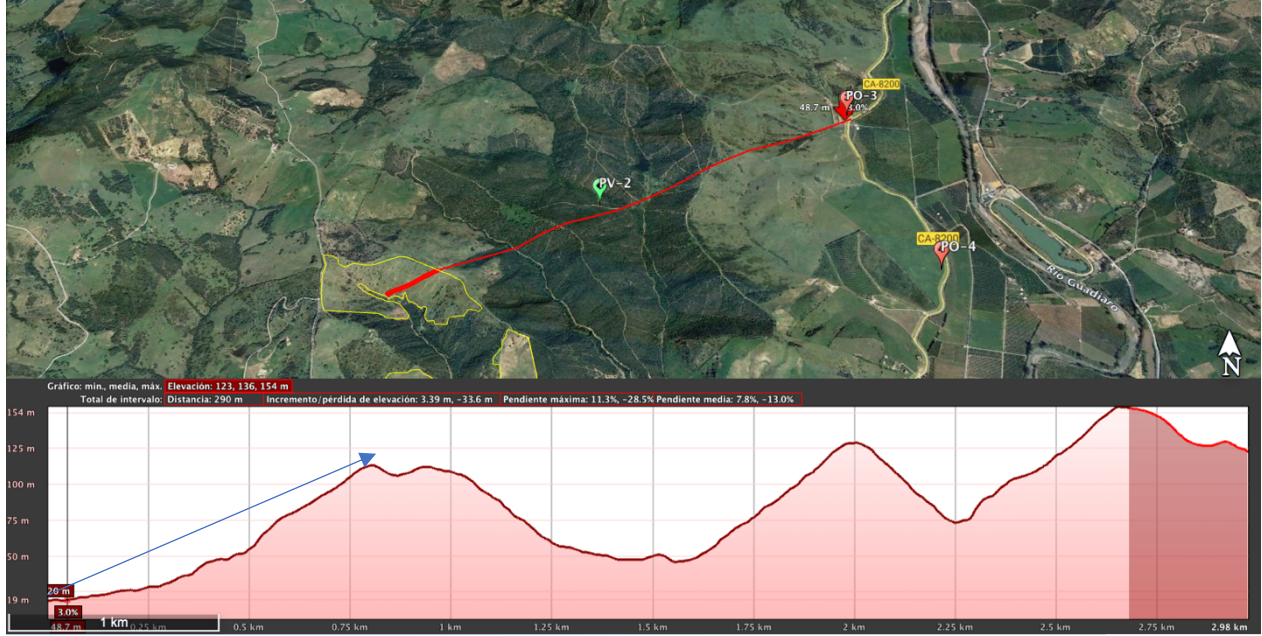 CA-8200
PO-3
48.7 m
3.0%
PV-2
CA-8200
PO-4
Río Guadiaro
N
Gráfico: min., media, máx. Elevación: 123, 136, 154 m
Total de intervalo: Distancia: 290 m Incremento/pérdida de elevación: 3.39 m, -33.6 m Pendiente máxima: 11.3%, -28.5% Pendiente media: 7.8%, -13.0%
154 m
125 m
100 m
75 m
50 m
20 m
19 m
3.0%
1 km
48.7 m 0.25 km 0.5 km 0.75 km 1 km 1.25 km 1.5 km 1.75 km 2 km 2.25 km 2.5 km 2.75 km 2.98 km